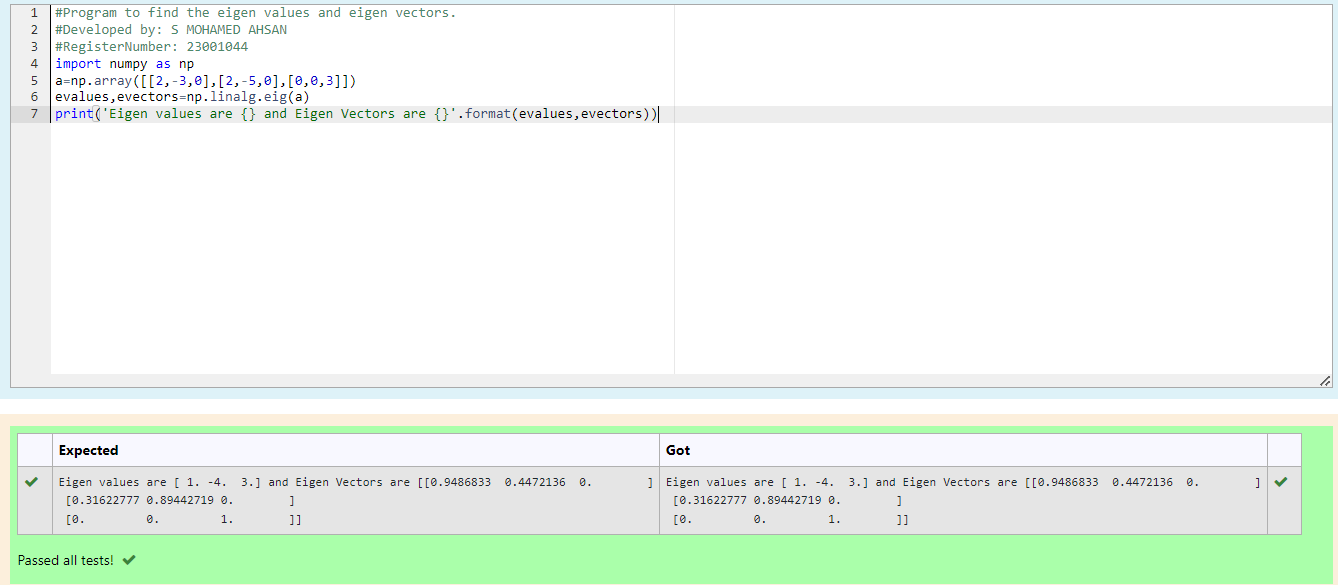 1 #Program to find the eigen values and eigen vectors.
2 #Developed by: S MOHAMED AHSAN
3 #RegisterNumber: 23001044
4 import numpy as np
5 a=np.array([[2,-3,0],[2,-5,0],[0,0,3]])
6 evalues,evectors=np.linalg.eig(a)
7 print('Eigen values are {} and Eigen Vectors are {}'.format(evalues,evectors))
Expected Got
Eigen values are [ 1. -4.  3.] and Eigen Vectors are [[0.9486833  0.4472136  0.        ] Eigen values are [ 1. -4.  3.] and Eigen Vectors are [[0.9486833  0.4472136  0.        ]
[0.31622777 0.89442719 0.        ] [0.31622777 0.89442719 0.        ]
[0.         0.         1.        ]] [0.         0.         1.        ]]
Passed all tests!